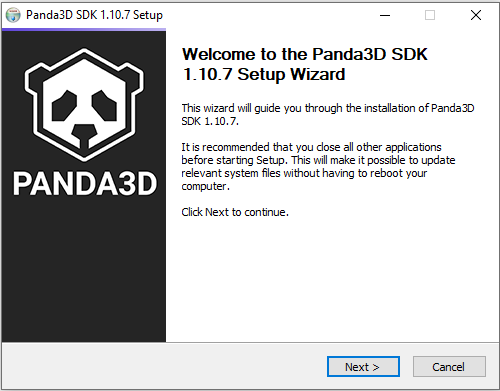 Panda3D SDK 1.10.7 Setup
PANDA3D
Welcome to the Panda3D SDK
1.10.7 Setup Wizard
This wizard will guide you through the installation of Panda3D
SDK 1.10.7.
It is recommended that you close all other applications
before starting Setup. This will make it possible to update
relevant system files without having to reboot your
computer.
Click Next to continue.
Next >
Cancel